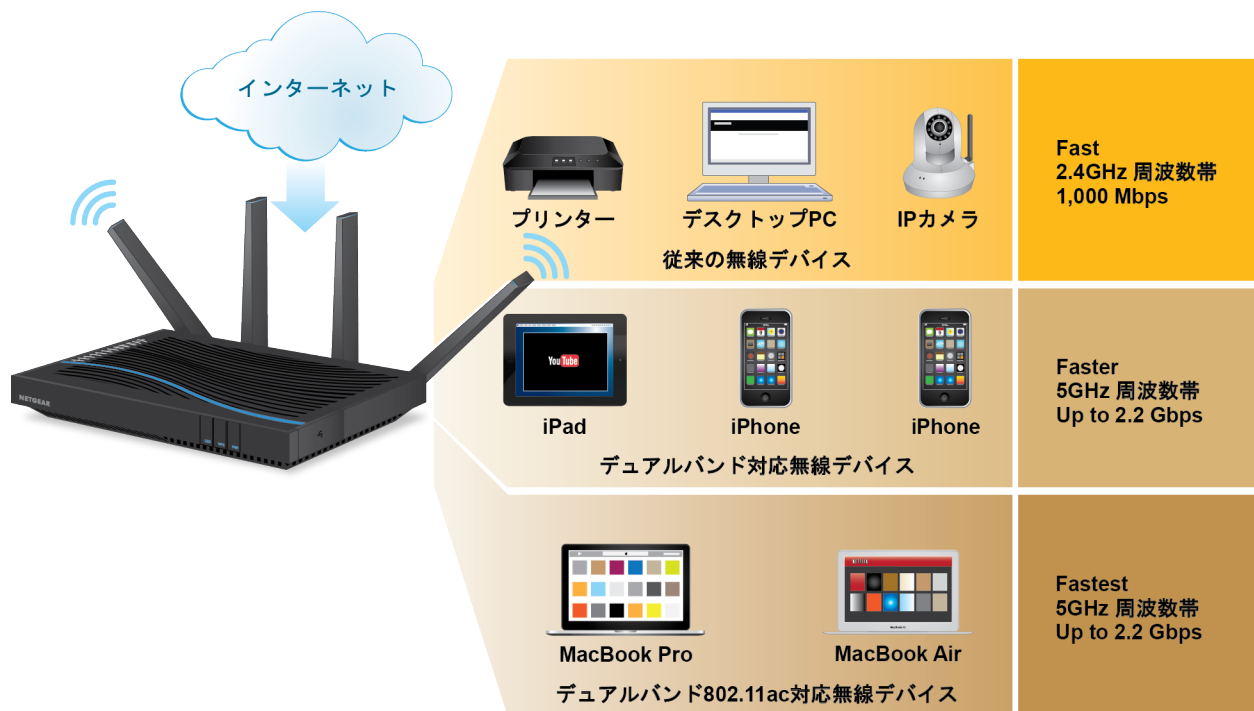 インターネット
NETGEAR
プリンター
デスクトップPC
IPカメラ
従来の無線デバイス
Fast
2.4GHz 周波数帯
1,000 Mbps
YouTube
iPad
iPhone
iPhone
デュアルバンド対応無線デバイス
Faster
5GHz 周波数帯
Up to 2.2 Gbps
MacBook Pro
MacBook Air
デュアルバンド802.11ac対応無線デバイス
Fastest
5GHz 周波数帯
Up to 2.2 Gbps